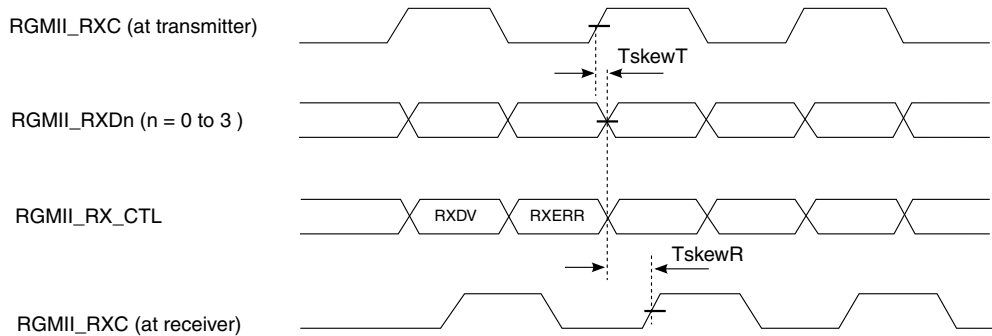 RGMII_RXC (at transmitter)
TskewT
RGMII_RXDn (n = 0 to 3 )
RGMII_RX_CTL
RXDV
RXERR
TskewR
RGMII_RXC (at receiver)